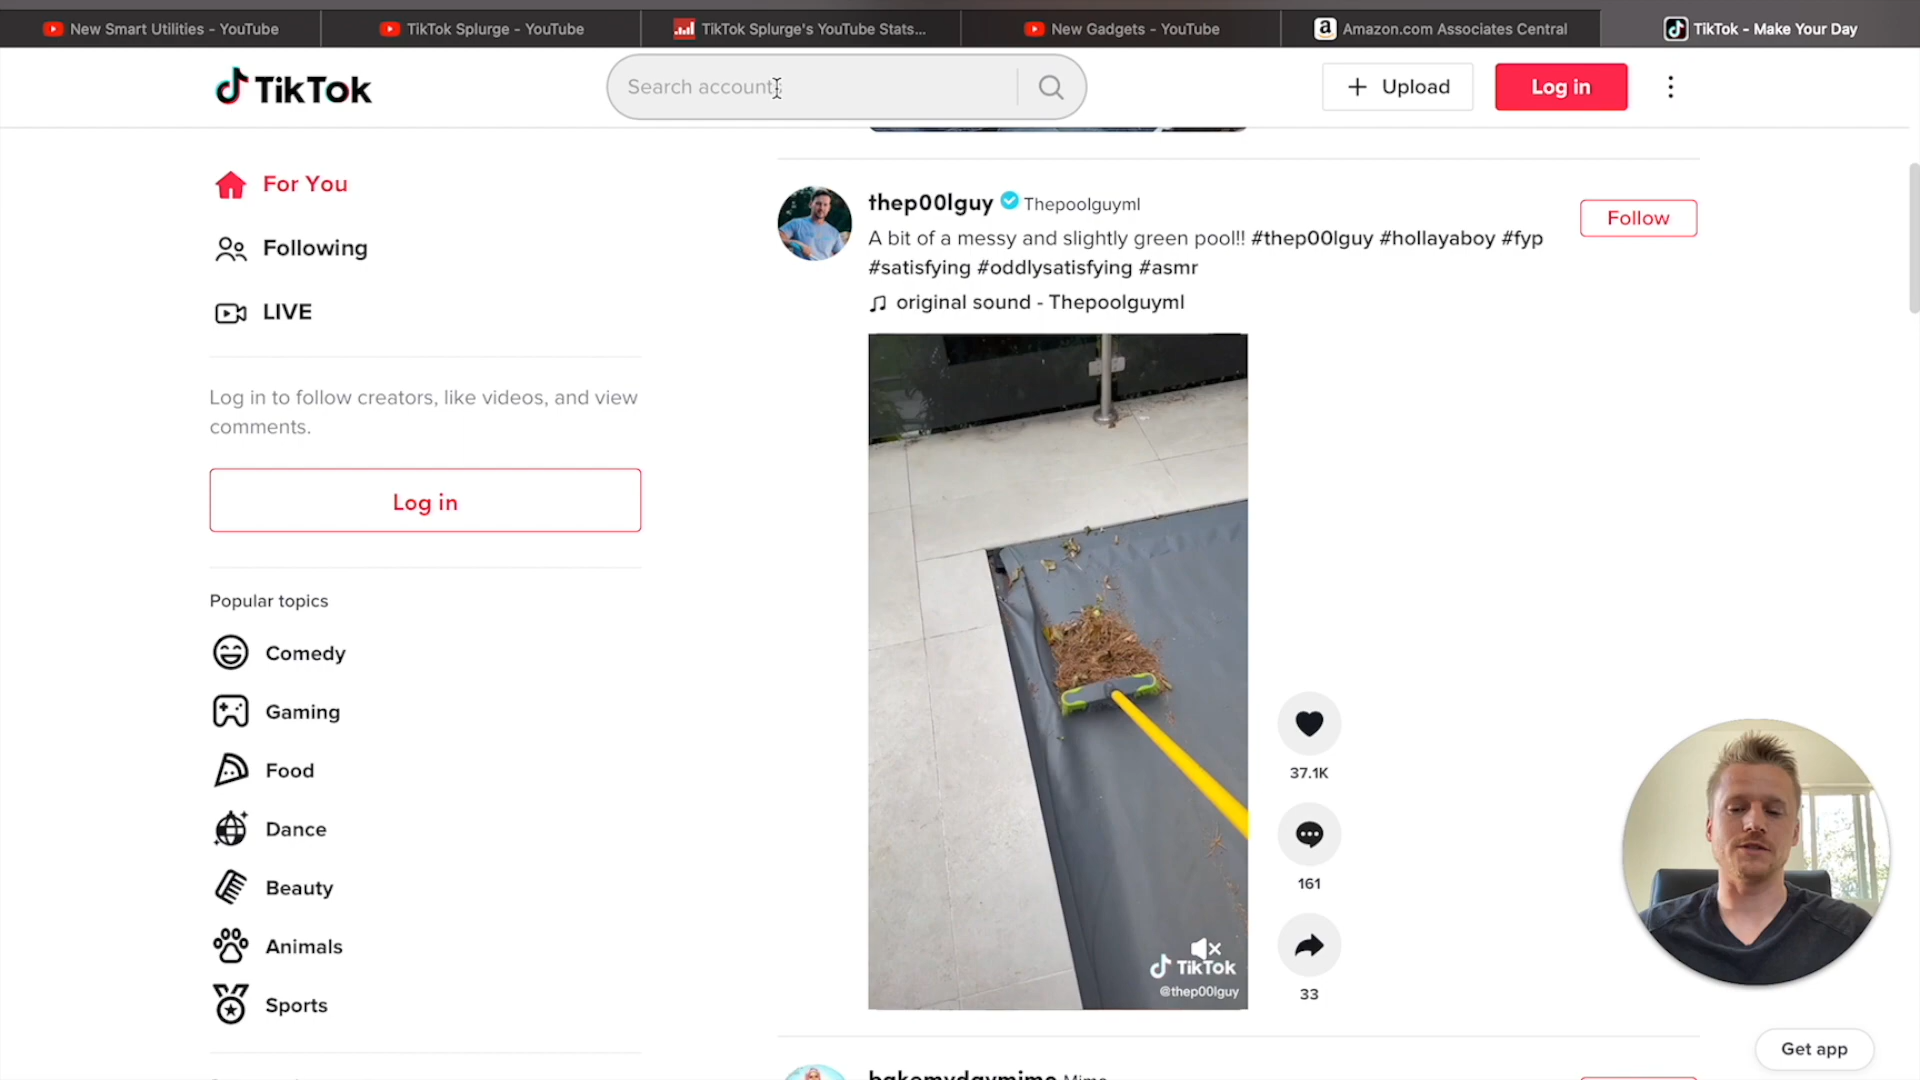 New Smart Utilities - YouTube
TikTok Splurge - YouTube
TikTok Splurge's YouTube Stats...
New Gadgets - YouTube
Amazon.com Associates Central
TikTok - Make Your Day
TikTok
Search accounts
Upload
Log in
For You
Following
LIVE
Log in to follow creators, like videos, and view
comments.
Log in
Popular topics
Comedy
Gaming
Food
Dance
Beauty
Animals
Sports
thep00lguy Thepoolguyml
Follow
A bit of a messy and slightly green pool!! #thep00lguy #hollayaboy #fyp
#satisfying #oddlysatisfying #asmr
original sound - Thepoolguyml
37.1K
161
33
TikTok
@thep00lguy
Get app
bakemydaymimo Mimo